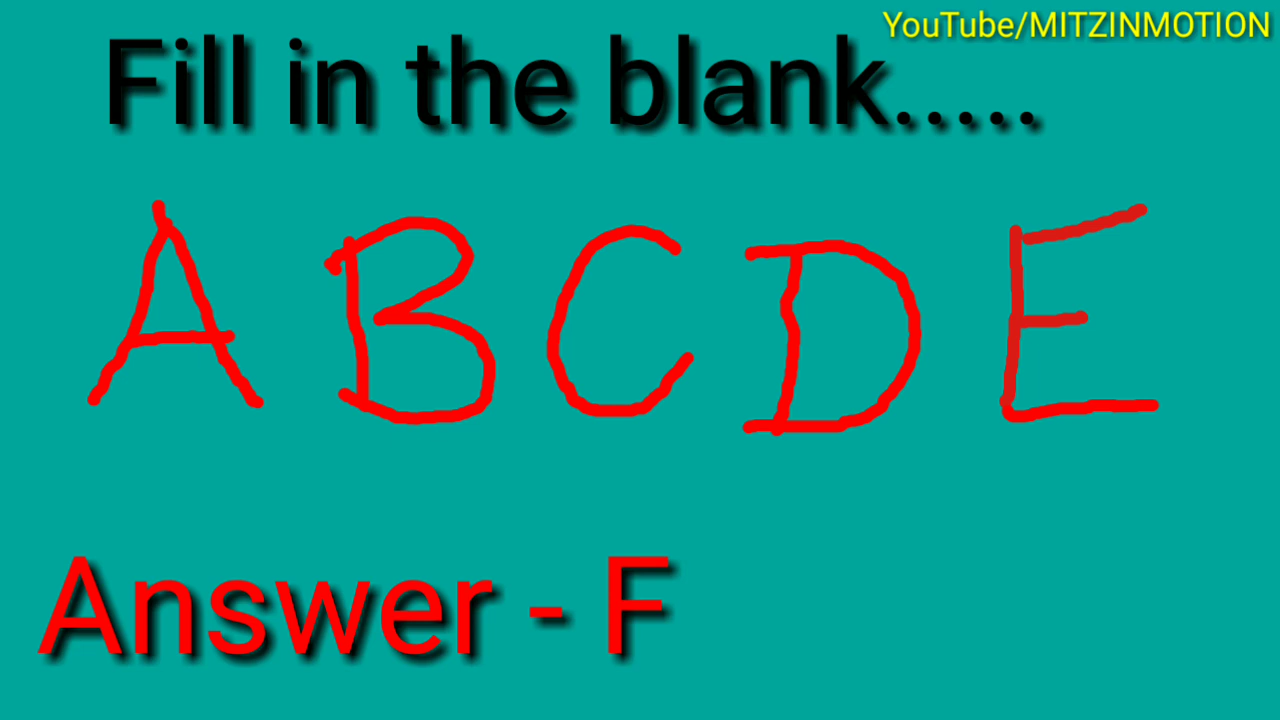 YouTube/MITZINMOTION
Fill in the blank.....
A B C D E
Answer - F